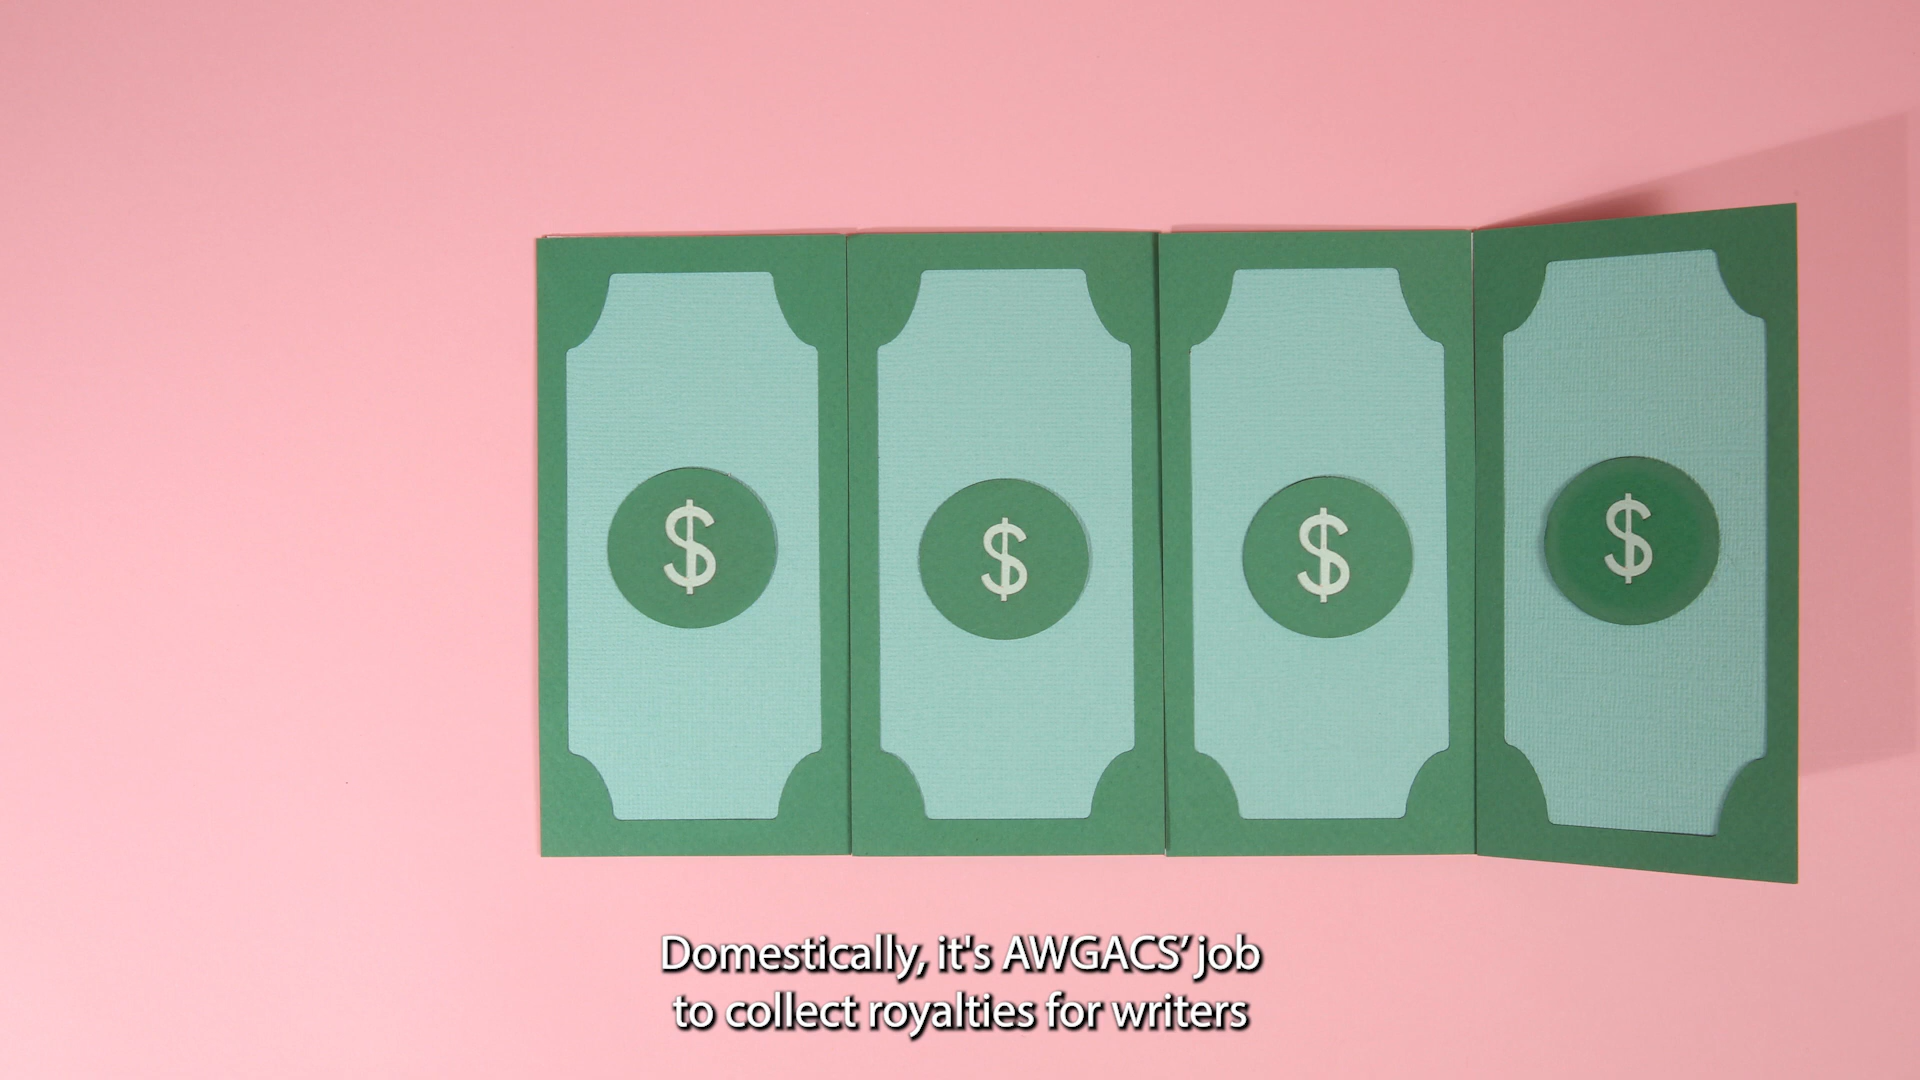 $ $ $ $
Domestically, it's AWGACS’ job
to collect royalties for writers